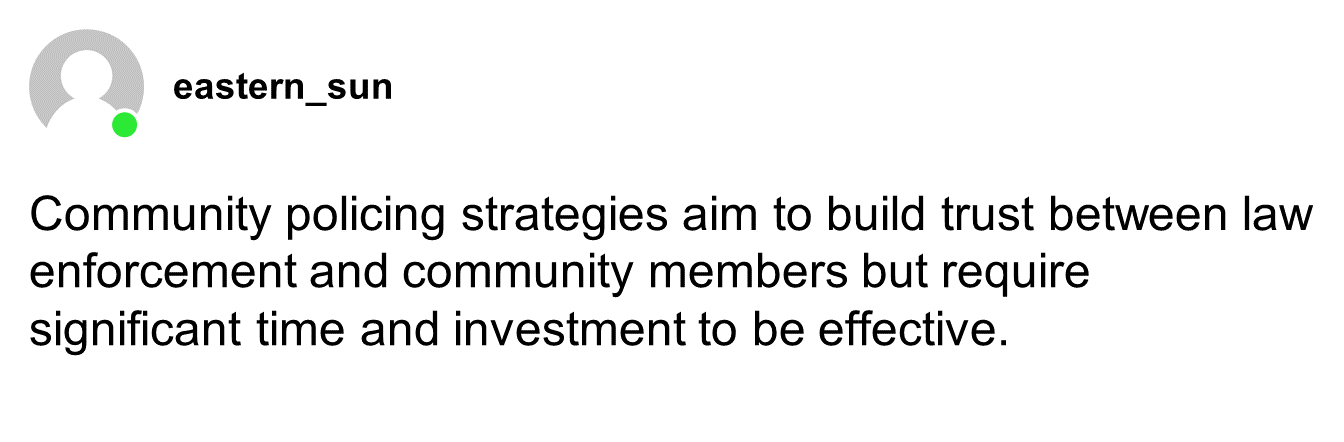 eastern_sun
Community policing strategies aim to build trust between law
enforcement and community members but require
significant time and investment to be effective.